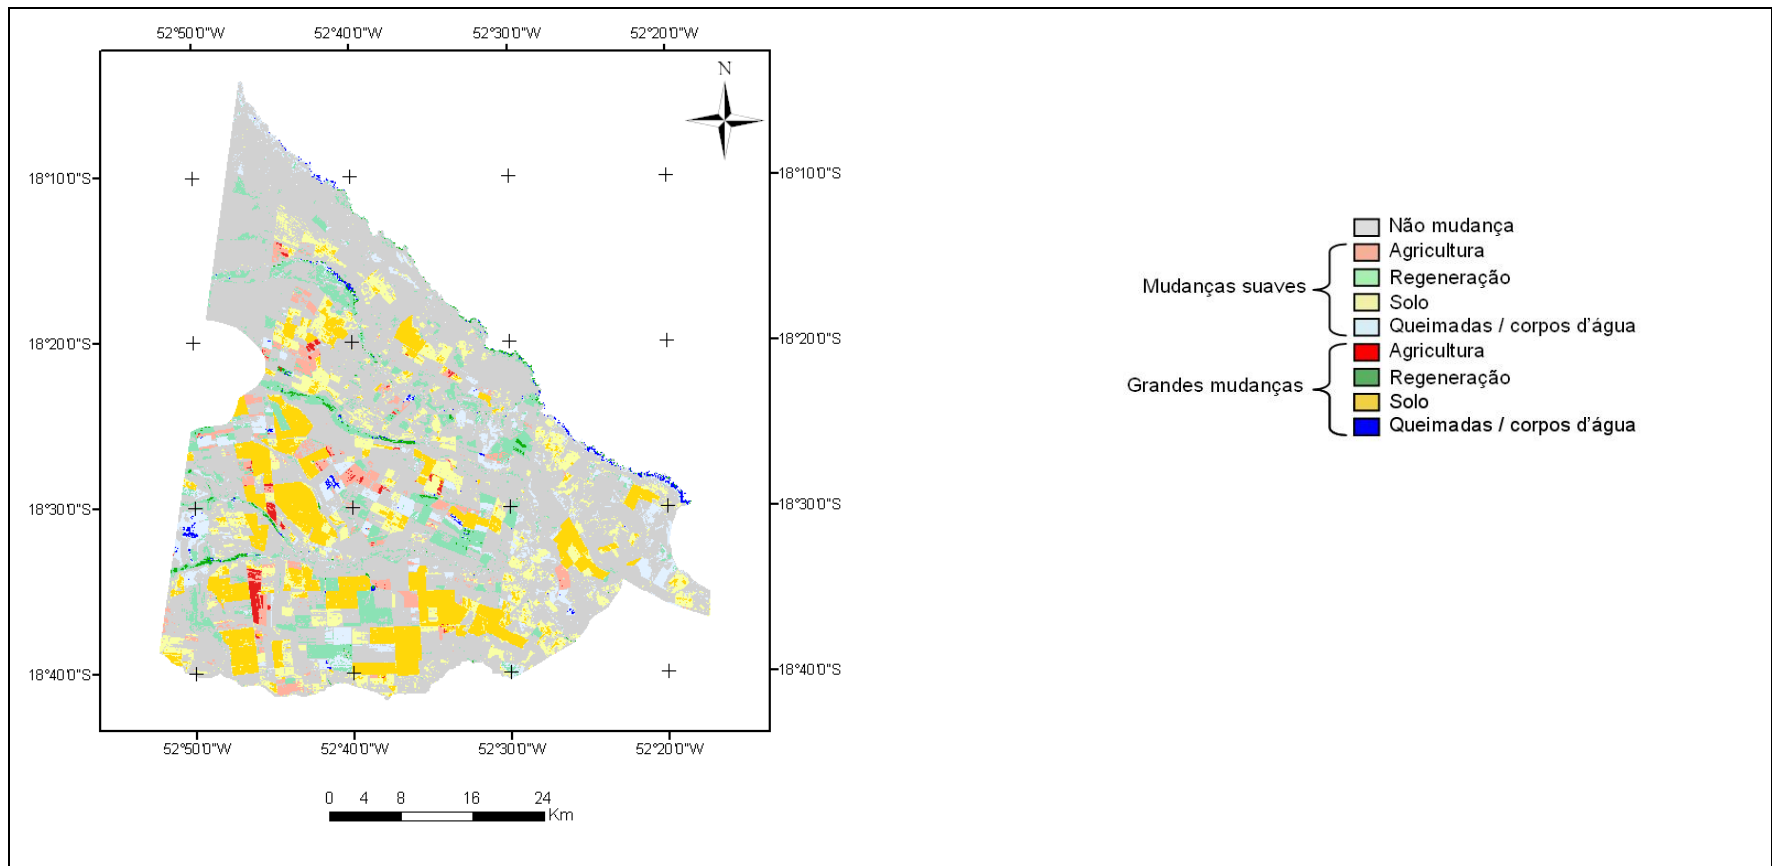 52°50'0"W 52°40'0"W 52°30'0"W 52°20'0"W
N
18°10'0"S 18°10'0"S
18°20'0"S 18°20'0"S
18°30'0"S 18°30'0"S
18°40'0"S 18°40'0"S
52°50'0"W 52°40'0"W 52°30'0"W 52°20'0"W
0 4 8 16 24
Km
Não mudança
Mudanças suaves
Agricultura
Regeneração
Solo
Queimadas / corpos d'água
Grandes mudanças
Agricultura
Regeneração
Solo
Queimadas / corpos d'água